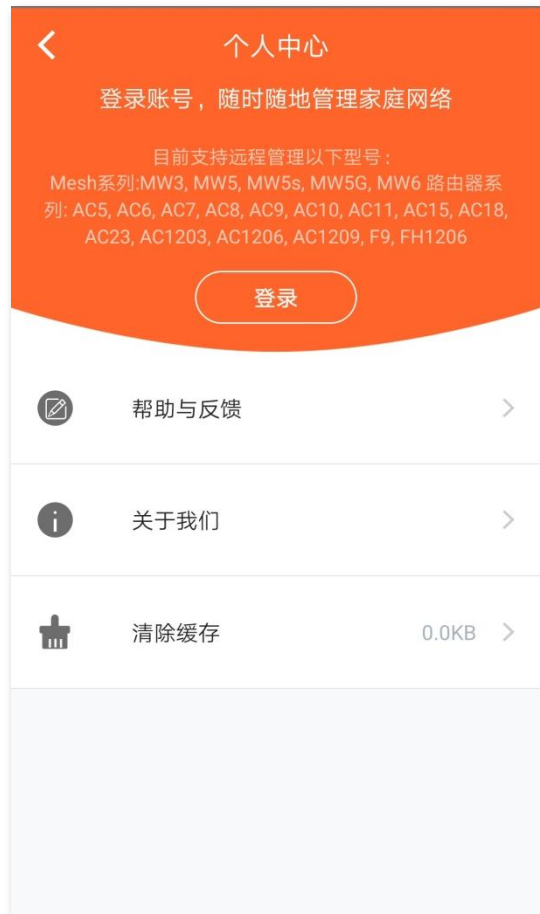 个人中心
登录账号，随时随地管理家庭网络
目前支持远程管理以下型号：
Mesh系列:MW3, MW5, MW5s, MW5G, MW6 路由器系
列: AC5, AC6, AC7, AC8, AC9, AC10, AC11, AC15, AC18,
AC23, AC1203, AC1206, AC1209, F9, FH1206
登录
帮助与反馈
关于我们
清除缓存 0.0KB